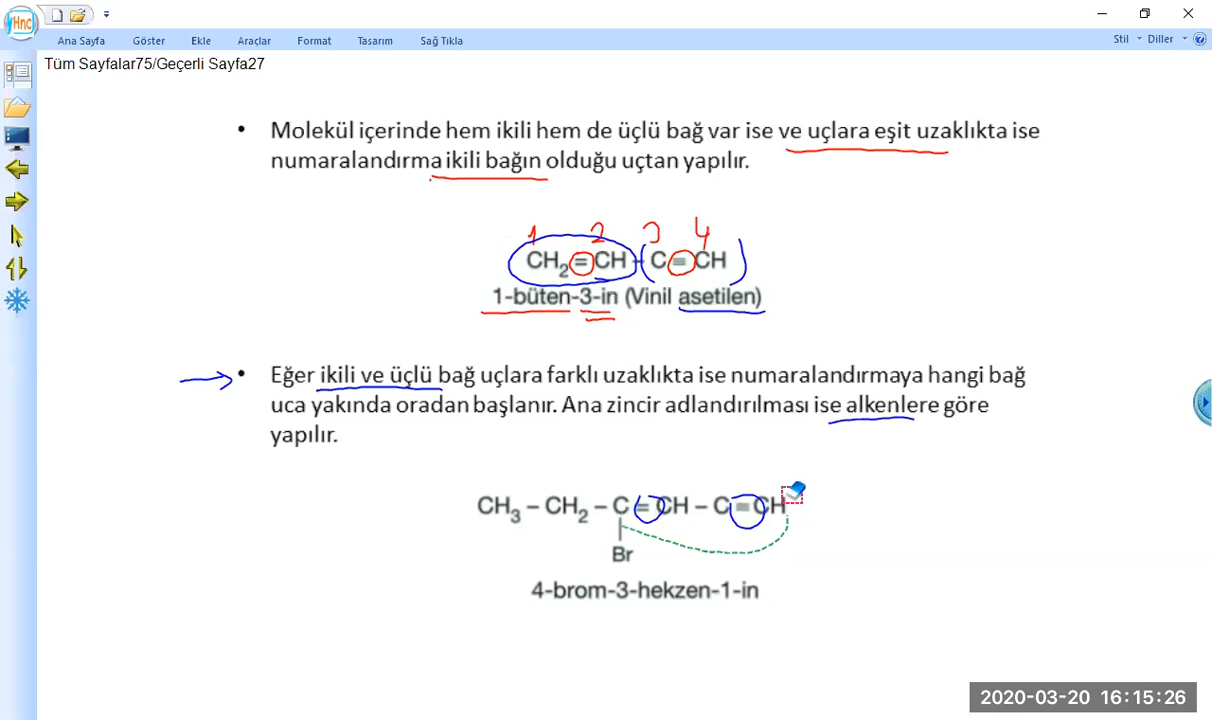 Hnc
Ana Sayfa Göster Ekle Araçlar Format Tasarım Sağ Tıkla Stil Diller
Tüm Sayfalar75/Geçerli Sayfa27
• Molekül içerinde hem ikili hem de üçlü bağ var ise ve uçlara eşit uzaklıkta ise
numaralandırma ikili bağın olduğu uçtan yapılır.
1 2 3 4
CH₂ = CH – C ≡ CH
1-büten-3-in (Vinil asetilen)
• Eğer ikili ve üçlü bağ uçlara farklı uzaklıkta ise numaralandırmaya hangi bağ
uca yakında oradan başlanır. Ana zincir adlandırılması ise alkenlere göre
yapılır.
CH₃ – CH₂ – C = CH – C ≡ CH
Br
4-brom-3-hekzen-1-in
2020-03-20 16:15:26